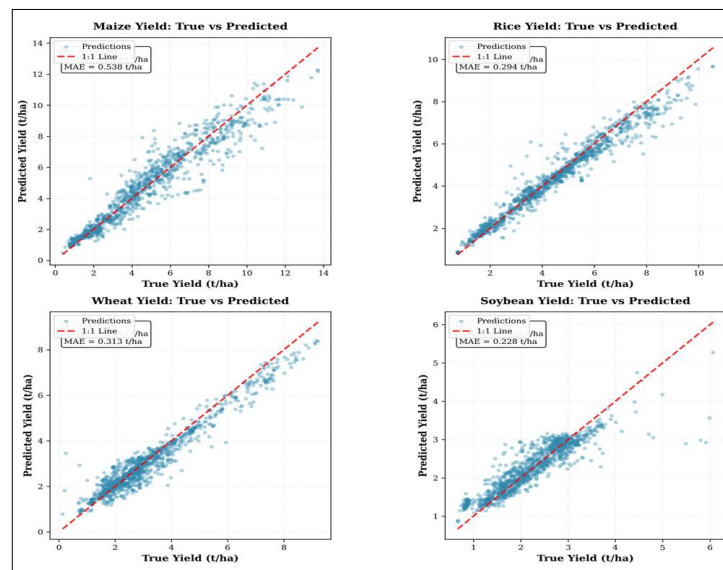 Maize Yield: True vs Predicted
Predicted Yield (t/ha)
14
12
10
8
6
4
2
0
Predictions
1:1 Line /ha
MAE = 0.538 t/ha
0 2 4 6 8 10 12 14
True Yield (t/ha)
Rice Yield: True vs Predicted
Predicted Yield (t/ha)
10
8
6
4
2
Predictions
1:1 Line /ha
MAE = 0.294 t/ha
2 4 6 8 10
True Yield (t/ha)
Wheat Yield: True vs Predicted
Predicted Yield (t/ha)
8
6
4
2
0
Predictions
1:1 Line t/ha
MAE = 0.313 t/ha
0 2 4 6 8
True Yield (t/ha)
Soybean Yield: True vs Predicted
Predicted Yield (t/ha)
6
5
4
3
2
1
Predictions
1:1 Line /ha
MAE = 0.228 t/ha
1 2 3 4 5 6
True Yield (t/ha)